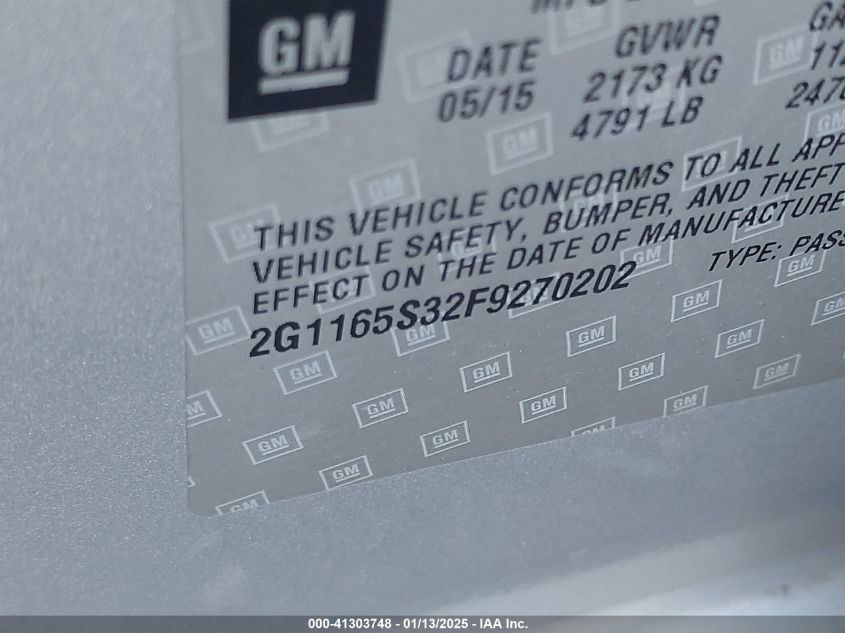 GM
DATE
05/15
GVWR
2173 KG
4791 LB
THIS VEHICLE CONFORMS TO ALL
VEHICLE SAFETY, BUMPER, AND THEFT
EFFECT ON THE DATE OF MANUFACTURE
2G1165S32F9270202
TYPE:
000-41303748 - 01/13/2025 - IAA Inc.